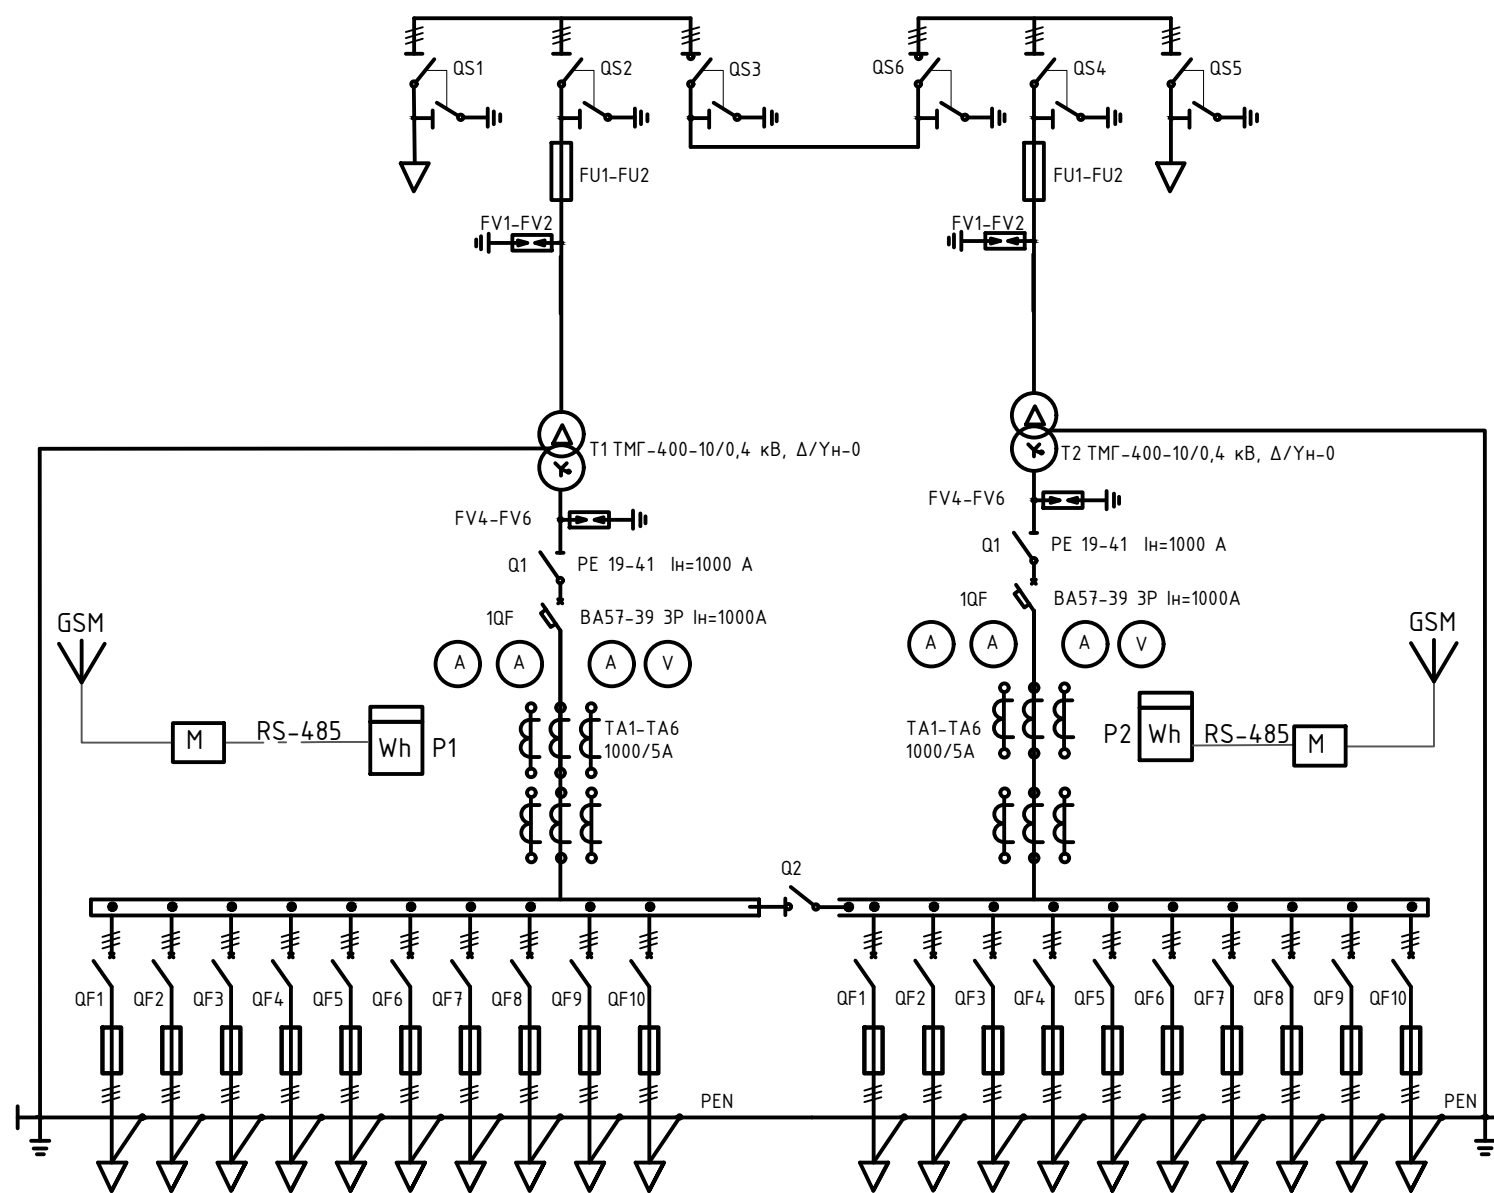 QS1
QS2
QS3
QS6
QS4
QS5
FU1-FU2
FU1-FU2
FV1-FV2
FV1-FV2
T1 ТМГ-400-10/0,4 кВ, Δ/Yн-0
T2 ТМГ-400-10/0,4 кВ, Δ/Yн-0
FV4-FV6
FV4-FV6
Q1
РЕ 19-41 Iн=1000 А
Q1
РЕ 19-41 Iн=1000 А
1QF
ВА57-39 3Р Iн=1000А
1QF
ВА57-39 3Р Iн=1000А
GSM
A
A
A
V
A
A
A
V
GSM
M
RS-485
Wh
P1
TA1-TA6
1000/5А
TA1-TA6
1000/5А
P2
Wh
RS-485
M
Q2
QF1
QF2
QF3
QF4
QF5
QF6
QF7
QF8
QF9
QF10
QF1
QF2
QF3
QF4
QF5
QF6
QF7
QF8
QF9
QF10
PEN
PEN